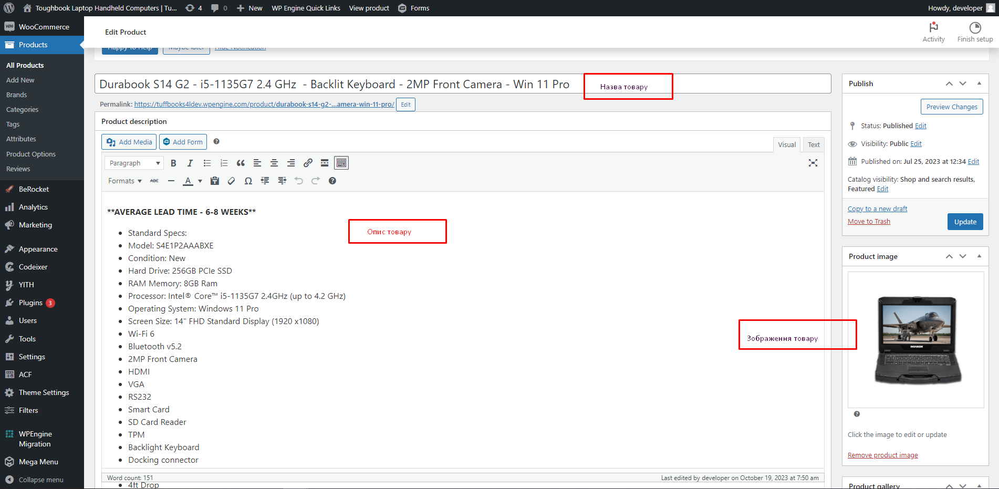 Toughbook Laptop Handheld Computers | Tu... 4 0 New WP Engine Quick Links View product Forms Howdy, developer
WooCommerce
Products
All Products
Add New
Brands
Categories
Tags
Attributes
Product Options
Reviews
BeRocket
Analytics
Marketing
Appearance
Codeixer
YITH
Plugins 3
Users
Tools
Settings
ACF
Theme Settings
Filters
WPEngine
Migration
Mega Menu
Collapse menu
Edit Product
Activity
Finish setup
Happy To Help Maybe later Hide Notification
Durabook S14 G2 - i5-1135G7 2.4 GHz - Backlit Keyboard - 2MP Front Camera - Win 11 Pro
Назва товару
Permalink: https://tuffbooks4ldev.wpengine.com/product/durabook-s14-g2-...amera-win-11-pro/ Edit
Product description
Add Media Add Form
Visual Text
Paragraph
Formats ABC
**AVERAGE LEAD TIME - 6-8 WEEKS**
Опис товару
Standard Specs:
Model: S4E1P2AAABXE
Condition: New
Hard Drive: 256GB PCIe SSD
RAM Memory: 8GB Ram
Processor: Intel® Core™ i5-1135G7 2.4GHz (up to 4.2 GHz)
Operating System: Windows 11 Pro
Screen Size: 14" FHD Standard Display (1920 x1080)
Wi-Fi 6
Bluetooth v5.2
2MP Front Camera
HDMI
VGA
RS232
Smart Card
SD Card Reader
TPM
Backlight Keyboard
Docking connector
4ft Drop
Word count: 151
Last edited by developer on October 19, 2023 at 7:50 am
Publish
Preview Changes
Status: Published Edit
Visibility: Public Edit
Published on: Jul 25, 2023 at 12:34 Edit
Catalog visibility: Shop and search results,
Featured Edit
Copy to a new draft
Move to Trash
Update
Product image
Зображення товару
DURABOOK
Click the image to edit or update
Remove product image
Product gallery